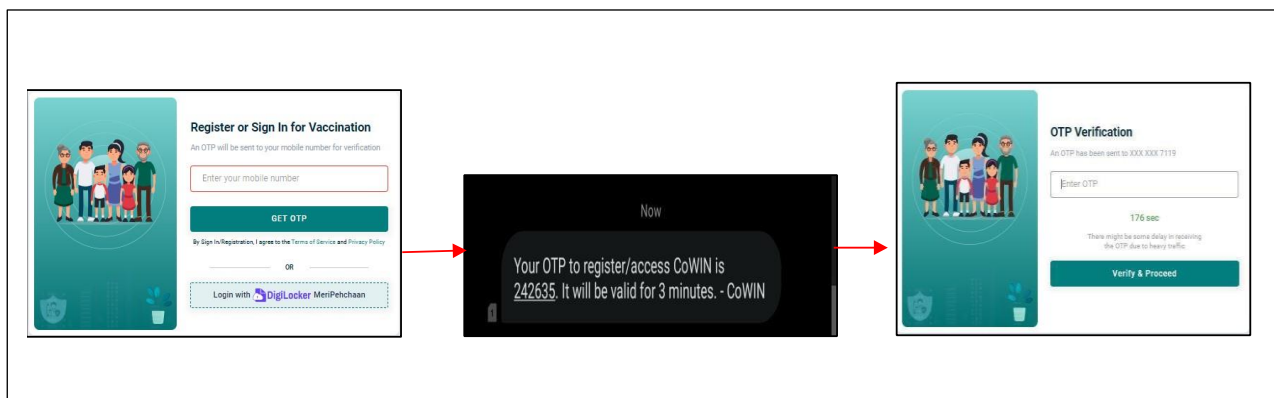 Register or Sign In for Vaccination
An OTP will be sent to your mobile number for verification
Enter your mobile number
GET OTP
By Sign In/Registration, I agree to the Terms of Service and Privacy Policy
OR
Login with DigiLocker MeriPehchaan
Now
Your OTP to register/access CoWIN is
242635. It will be valid for 3 minutes. - CoWIN
1
OTP Verification
An OTP has been sent to XXX XXX 7119
Enter OTP
176 sec
There might be some delay in receiving
the OTP due to heavy traffic
Verify & Proceed